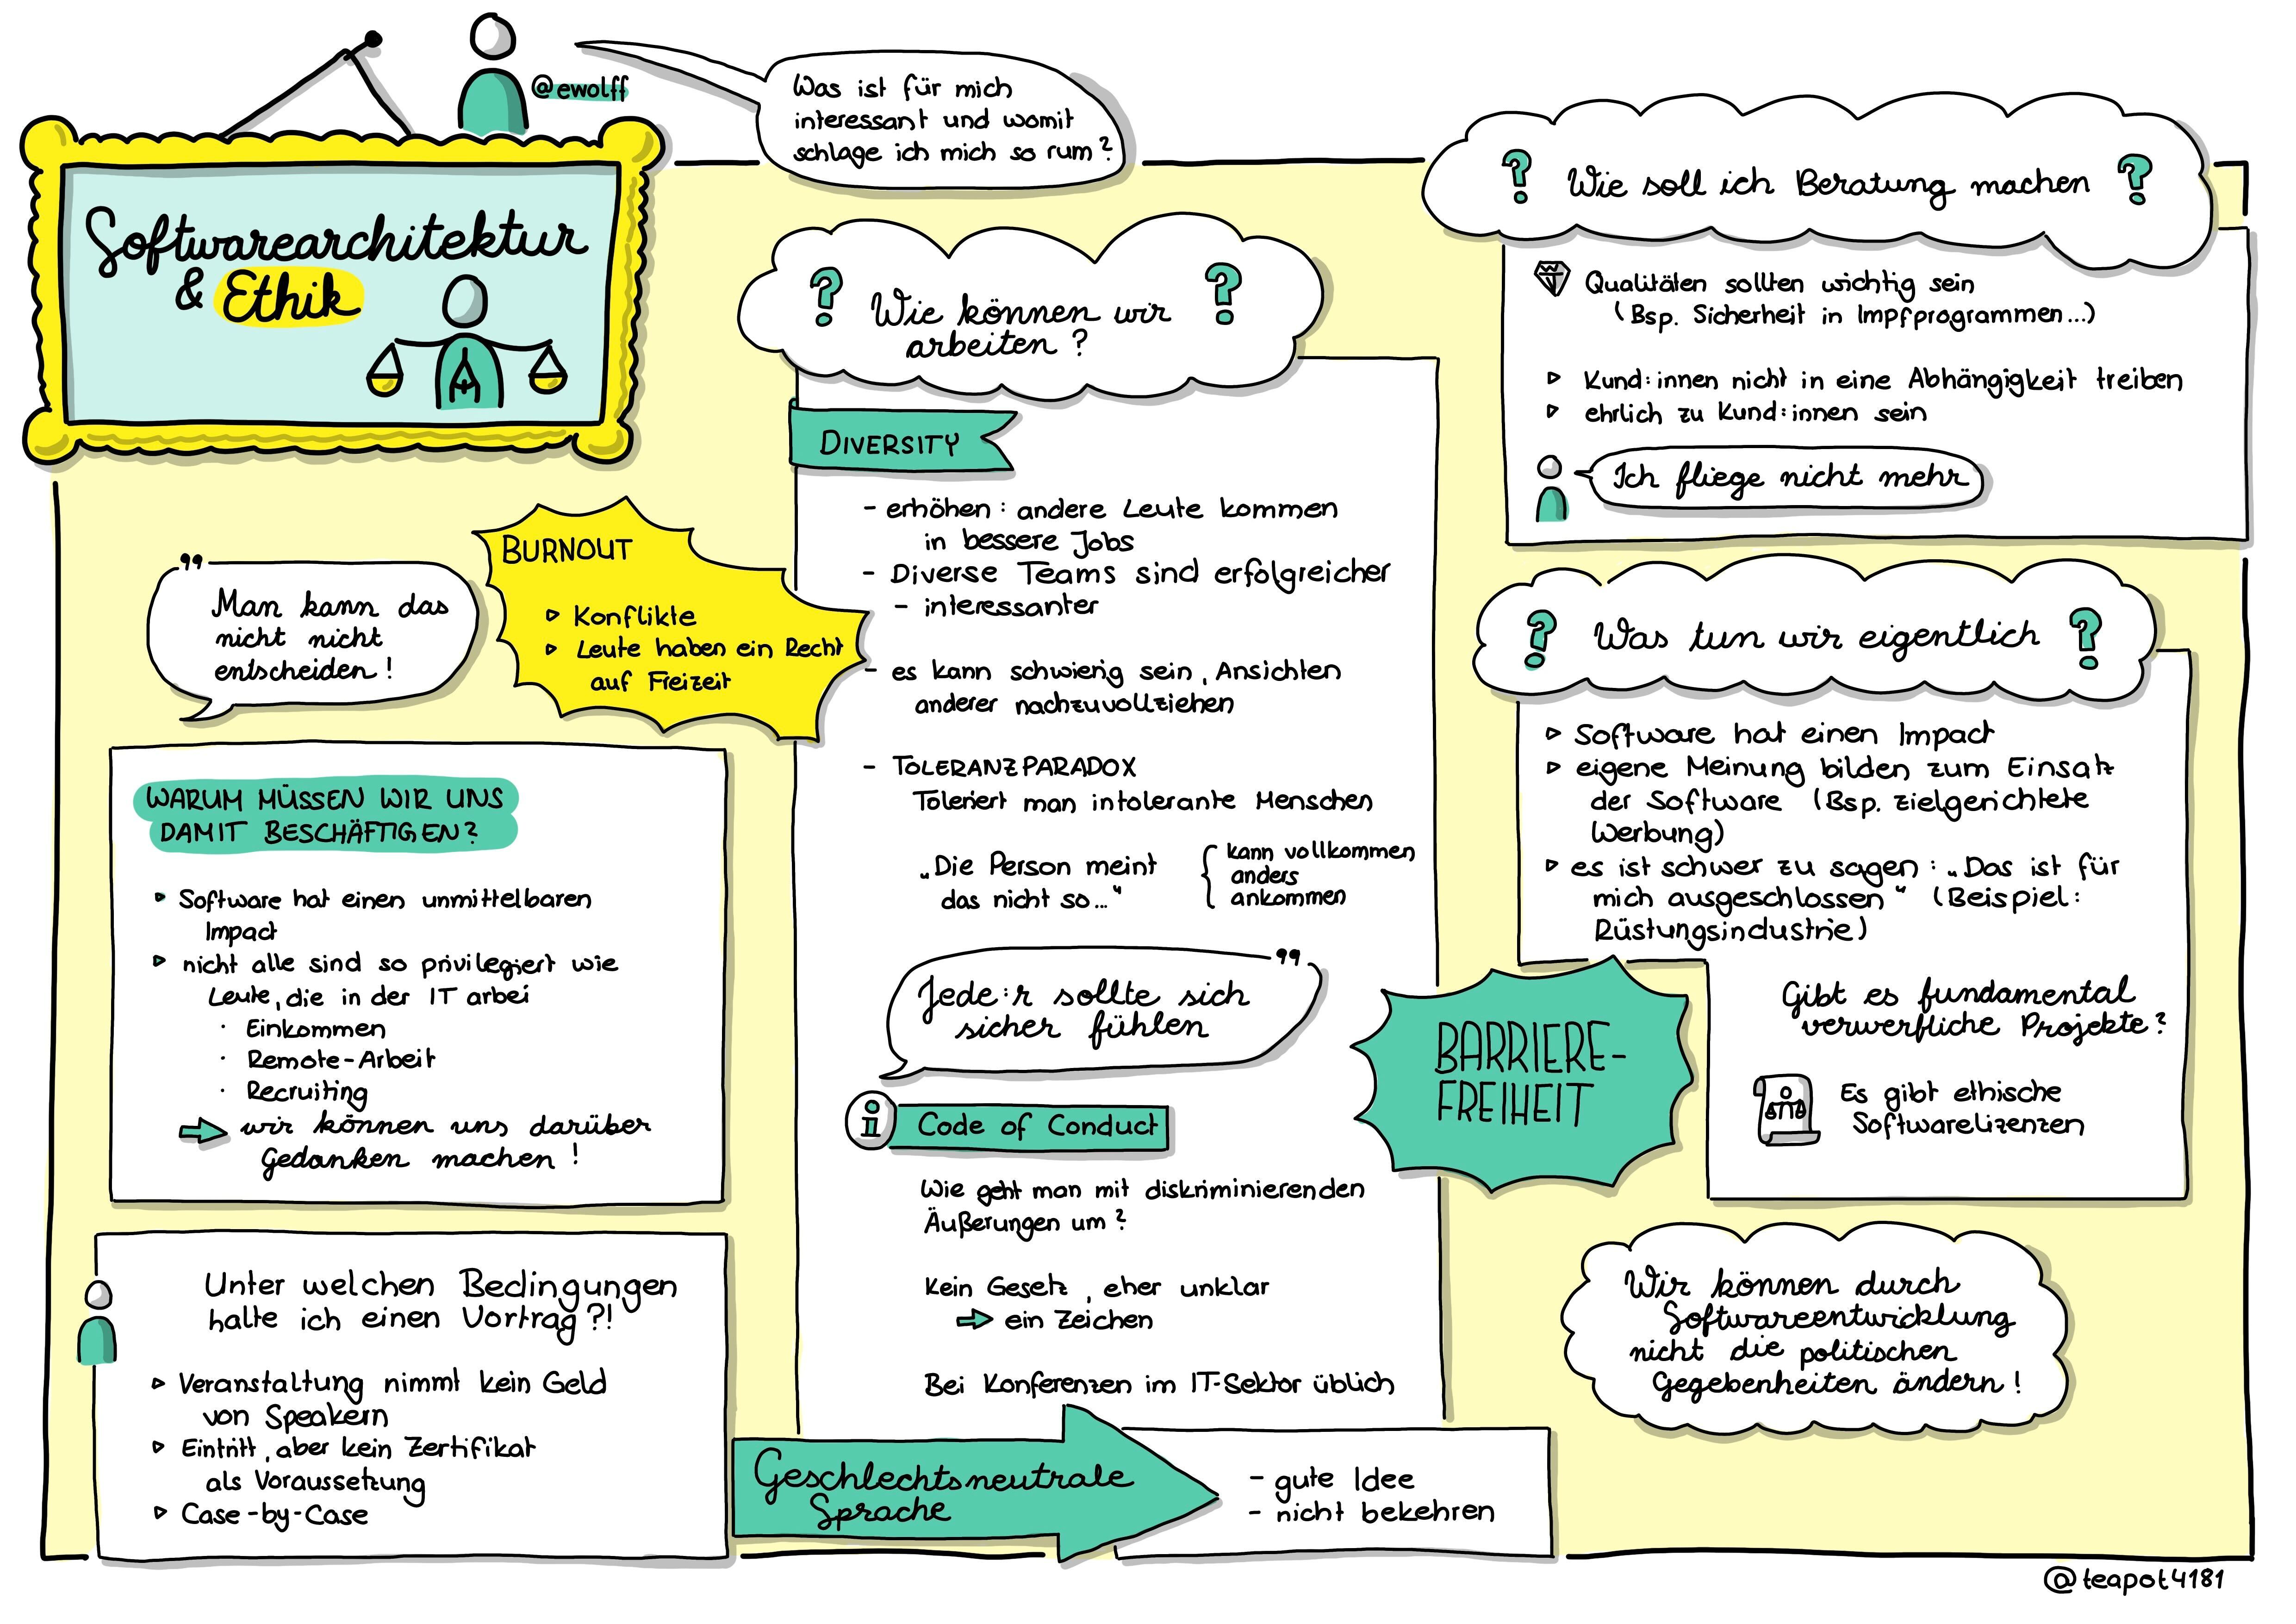 @ewolff
Was ist für mich
interessant und womit
schlage ich mich so rum?
Softwarearchitektur
& Ethik
„
Man kann das
nicht nicht
entscheiden!
BURNOUT
▹ Konflikte
▹ Leute haben ein Recht
auf Freizeit
WARUM MÜSSEN WIR UNS
DAMIT BESCHÄFTIGEN?
▹ Software hat einen unmittelbaren
Impact
▹ nicht alle sind so privilegiert wie
Leute, die in der IT arbei
· Einkommen
· Remote-Arbeit
· Recruiting
⇨ wir können uns darüber
Gedanken machen!
Unter welchen Bedingungen
halte ich einen Vortrag?!
▹ Veranstaltung nimmt kein Geld
von Speakern
▹ Eintritt, aber kein Zertifikat
als Voraussetzung
▹ Case-by-Case
? Wie können wir ?
arbeiten?
DIVERSITY
- erhöhen: andere Leute kommen
in bessere Jobs
- Diverse Teams sind erfolgreicher
- interessanter
- es kann schwierig sein, Ansichten
anderer nachzuvollziehen
- TOLERANZPARADOX
Toleriert man intolerante Menschen
„Die Person meint
das nicht so..."
{ kann vollkommen
anders
ankommen
"
Jede:r sollte sich
sicher fühlen
i Code of Conduct
Wie geht man mit diskriminierenden
Äußerungen um?
Kein Gesetz, eher unklar
⇨ ein Zeichen
Bei Konferenzen im IT-Sektor üblich
Geschlechtsneutrale
Sprache
- gute Idee
- nicht bekehren
? Wie soll ich Beratung machen ?
Qualitäten sollten wichtig sein
(Bsp. Sicherheit in Impfprogrammen...)
▹ Kund:innen nicht in eine Abhängigkeit treiben
▹ ehrlich zu Kund:innen sein
Ich fliege nicht mehr
? Was tun wir eigentlich ?
▹ Software hat einen Impact
▹ eigene Meinung bilden zum Einsatz
der Software (Bsp. zielgerichtete
Werbung)
▹ es ist schwer zu sagen: „Das ist für
mich ausgeschlossen" (Beispiel:
Rüstungsindustrie)
Gibt es fundamental
verwerfliche Projekte?
Es gibt ethische
Softwarelizenzen
BARRIERE-
FREIHEIT
Wir können durch
Softwareentwicklung
nicht die politischen
Gegebenheiten ändern!
@teapot4181